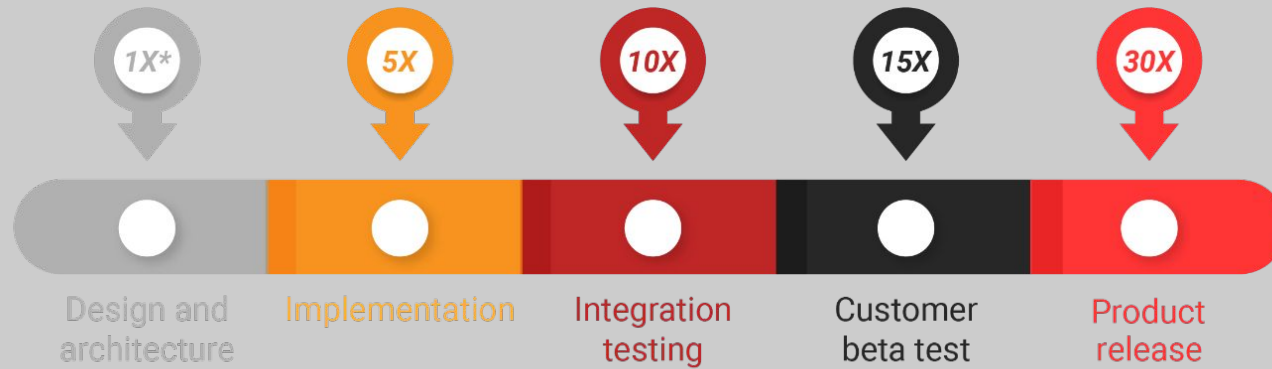 1X*
5X
10X
15X
30X
Design and
architecture
Implementation
Integration
testing
Customer
beta test
Product
release